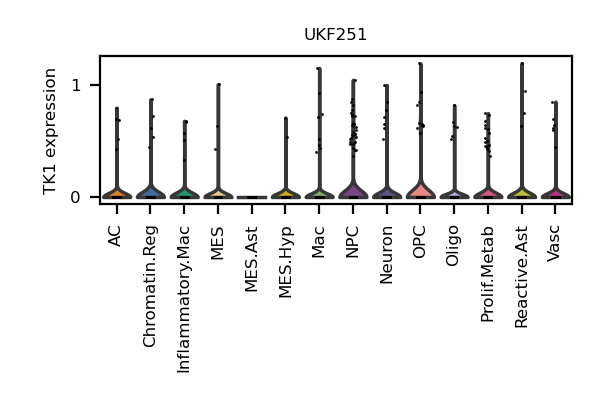 UKF251
TK1 expression
1
0
AC
Chromatin.Reg
Inflammatory.Mac
MES
MES.Ast
MES.Hyp
Mac
NPC
Neuron
OPC
Oligo
Prolif.Metab
Reactive.Ast
Vasc